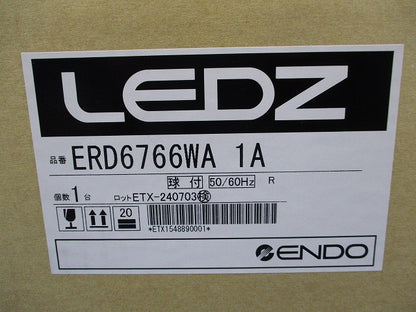 LEDZ
品番 ERD6766WA 1A
球付 50/60Hz R
個数 1台 ロット ETX-240703 検
20
*ETX1548890001*
ENDO